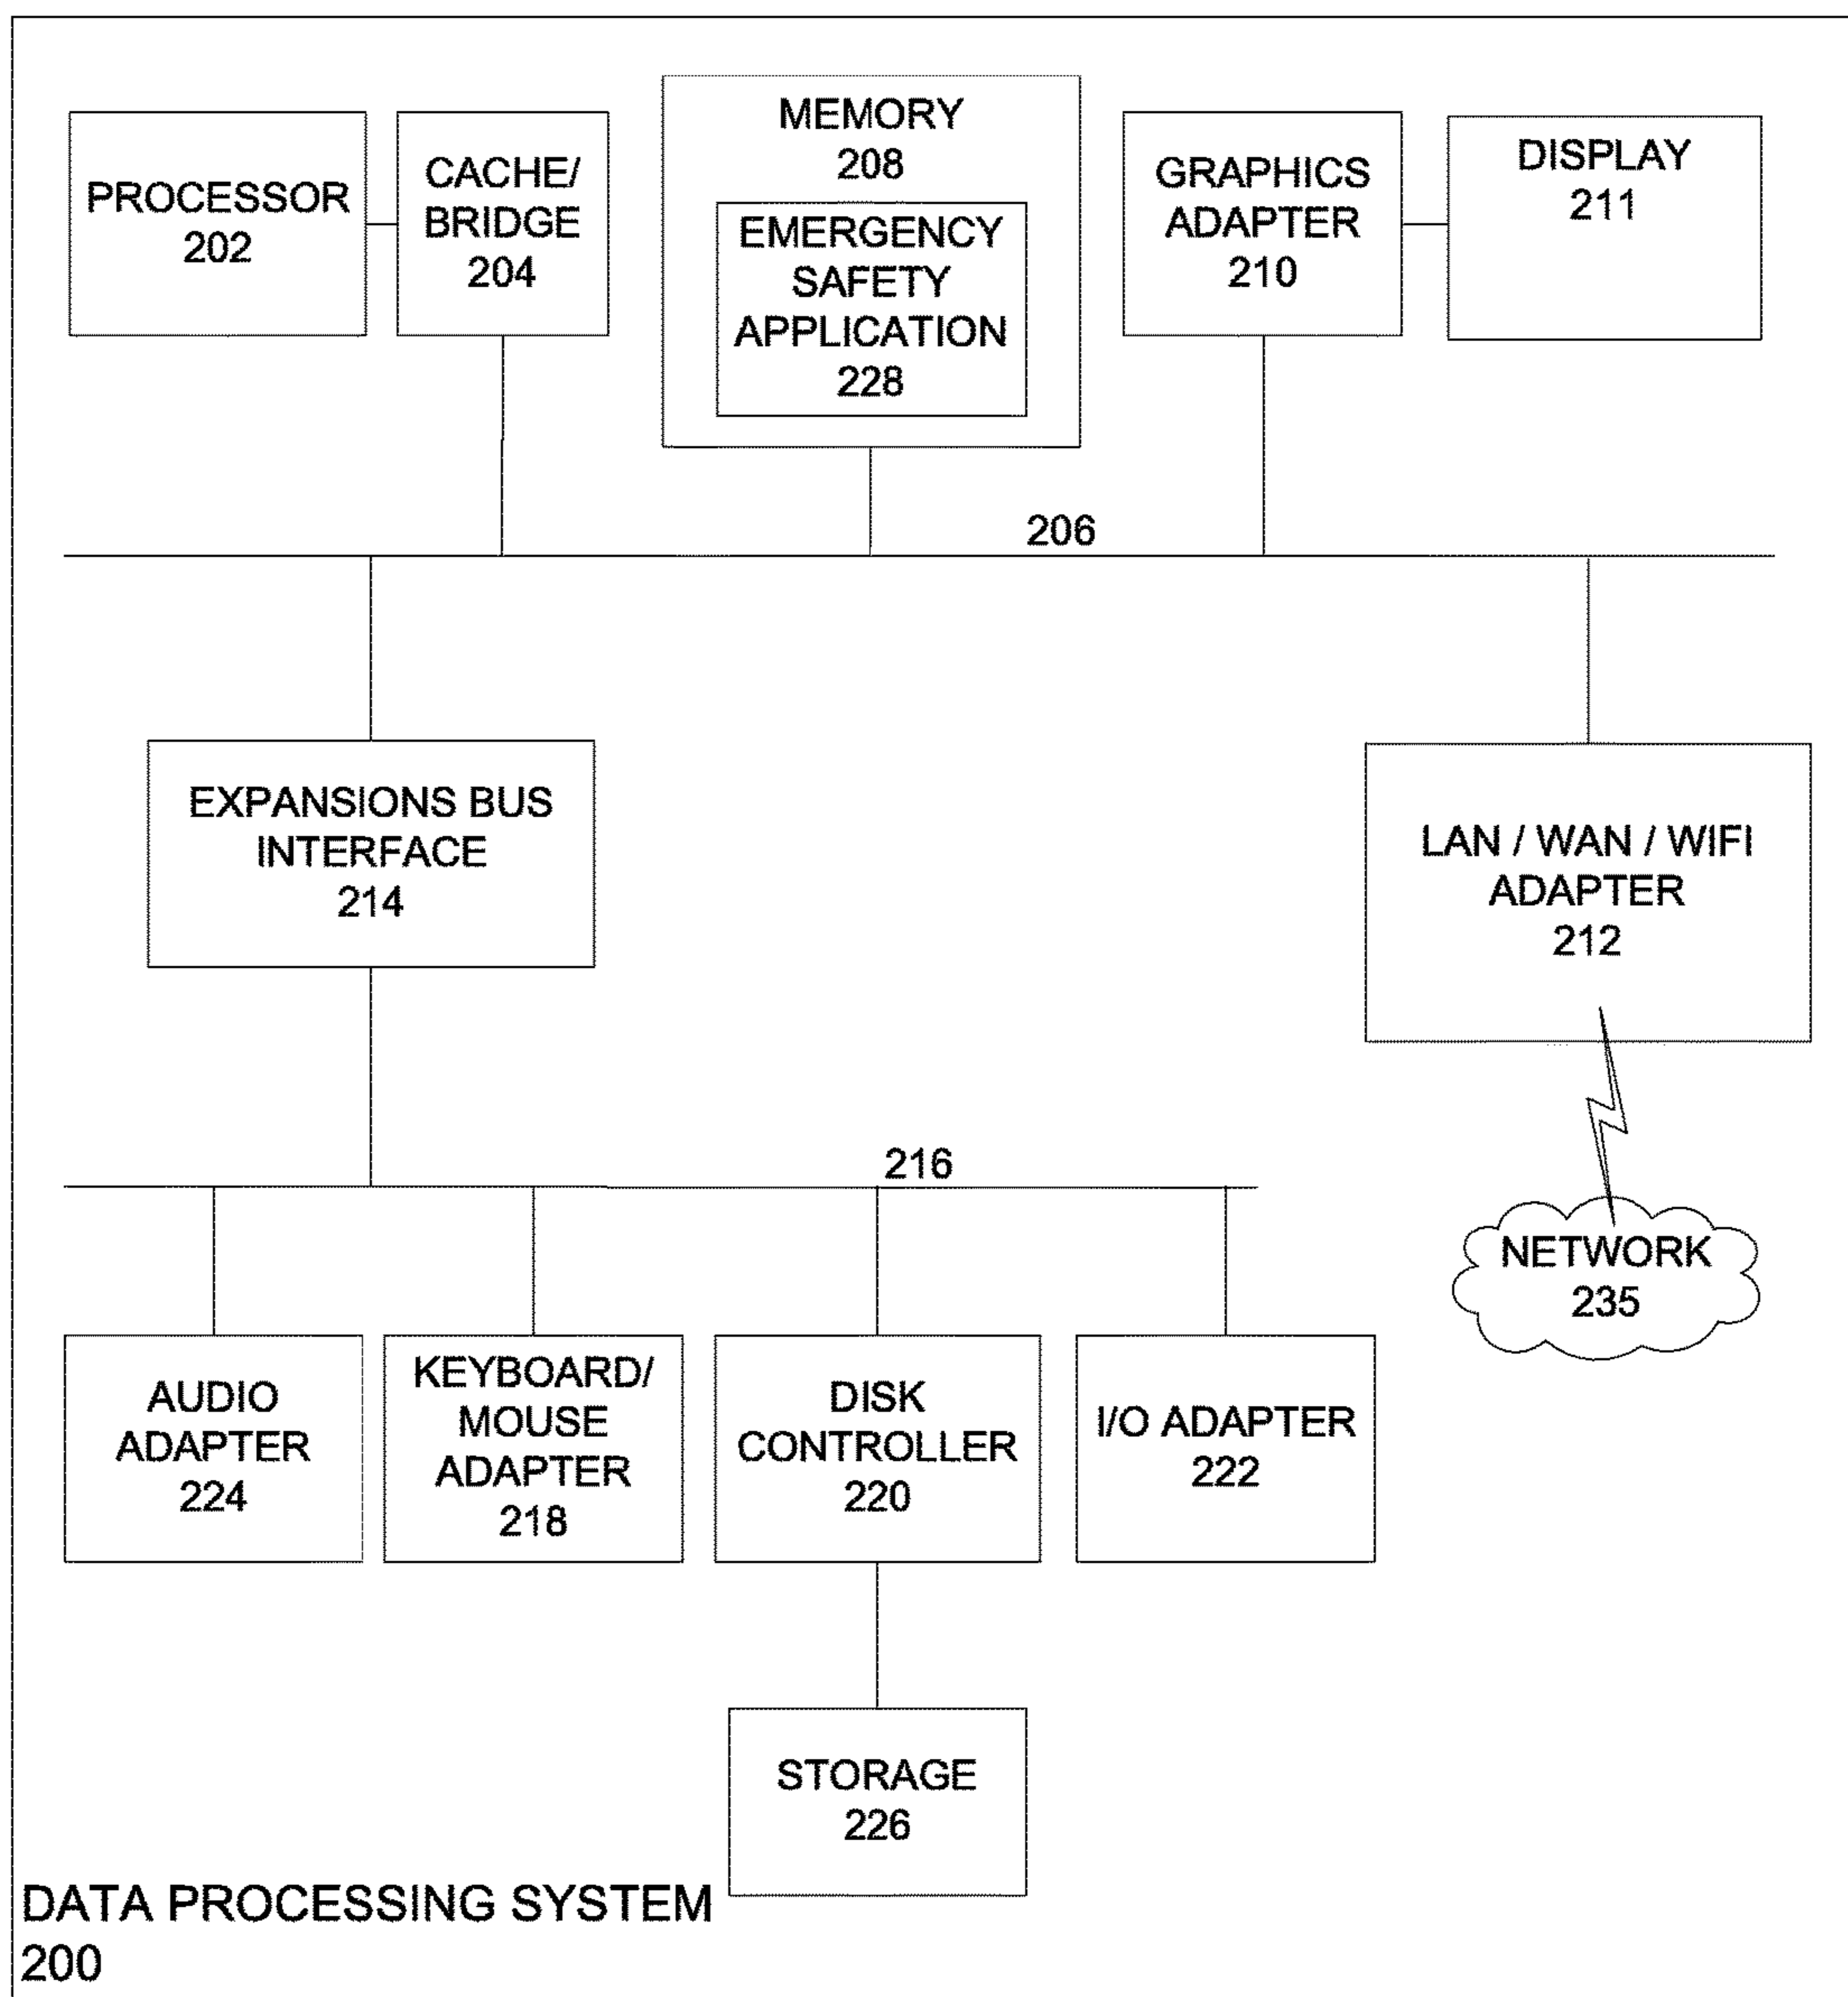 PROCESSOR
202
CACHE/
BRIDGE
204
MEMORY
208
EMERGENCY
SAFETY
APPLICATION
228
GRAPHICS
ADAPTER
210
DISPLAY
211
206
EXPANSIONS BUS
INTERFACE
214
LAN / WAN / WIFI
ADAPTER
212
216
NETWORK
235
AUDIO
ADAPTER
224
KEYBOARD/
MOUSE
ADAPTER
218
DISK
CONTROLLER
220
I/O ADAPTER
222
STORAGE
226
DATA PROCESSING SYSTEM
200